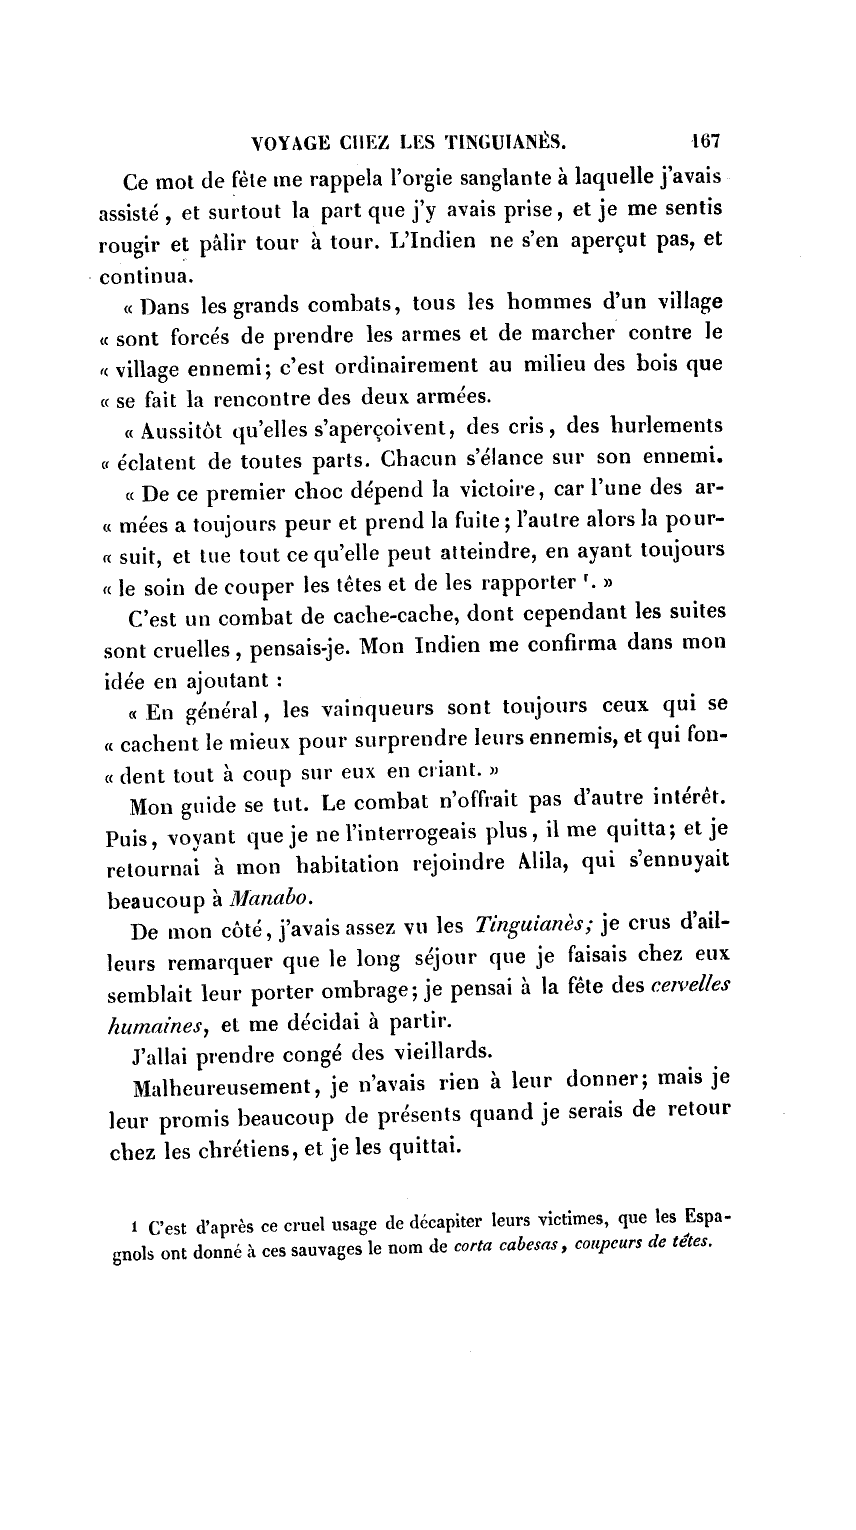 VOYAGE CHEZ LES TINGUIANÈS. 167
Ce mot de fête me rappela l'orgie sanglante à laquelle j'avais
assisté, et surtout la part que j'y avais prise, et je me sentis
rougir et pâlir tour à tour. L'Indien ne s'en aperçut pas, et
continua.
« Dans les grands combats, tous les hommes d'un village
« sont forcés de prendre les armes et de marcher contre le
« village ennemi; c'est ordinairement au milieu des bois que
« se fait la rencontre des deux armées.
« Aussitôt qu'elles s'aperçoivent, des cris, des hurlements
« éclatent de toutes parts. Chacun s'élance sur son ennemi.
« De ce premier choc dépend la victoire, car l'une des ar-
« mées a toujours peur et prend la fuite; l'autre alors la pour-
« suit, et tue tout ce qu'elle peut atteindre, en ayant toujours
« le soin de couper les têtes et de les rapporter ¹. »
C'est un combat de cache-cache, dont cependant les suites
sont cruelles, pensais-je. Mon Indien me confirma dans mon
idée en ajoutant :
« En général, les vainqueurs sont toujours ceux qui se
« cachent le mieux pour surprendre leurs ennemis, et qui fon-
« dent tout à coup sur eux en criant. »
Mon guide se tut. Le combat n'offrait pas d'autre intérêt.
Puis, voyant que je ne l'interrogeais plus, il me quitta; et je
retournai à mon habitation rejoindre Alila, qui s'ennuyait
beaucoup à Manabo.
De mon côté, j'avais assez vu les Tinguianès; je crus d'ail-
leurs remarquer que le long séjour que je faisais chez eux
semblait leur porter ombrage; je pensai à la fête des cervelles
humaines, et me décidai à partir.
J'allai prendre congé des vieillards.
Malheureusement, je n'avais rien à leur donner; mais je
leur promis beaucoup de présents quand je serais de retour
chez les chrétiens, et je les quittai.
1 C'est d'après ce cruel usage de décapiter leurs victimes, que les Espa-
gnols ont donné à ces sauvages le nom de corta cabesas, coupeurs de têtes.